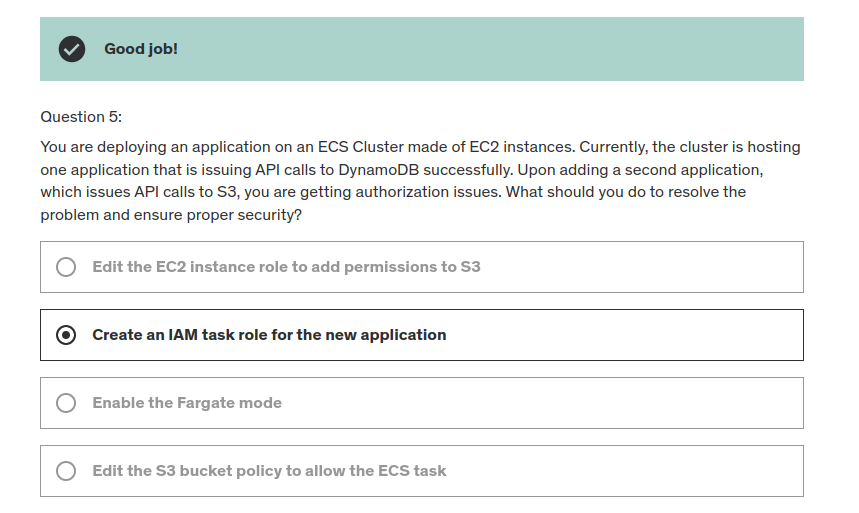 Good job!
Question 5:
You are deploying an application on an ECS Cluster made of EC2 instances. Currently, the cluster is hosting
one application that is issuing API calls to DynamoDB successfully. Upon adding a second application,
which issues API calls to S3, you are getting authorization issues. What should you do to resolve the
problem and ensure proper security?
Edit the EC2 instance role to add permissions to S3
Create an IAM task role for the new application
Enable the Fargate mode
Edit the S3 bucket policy to allow the ECS task